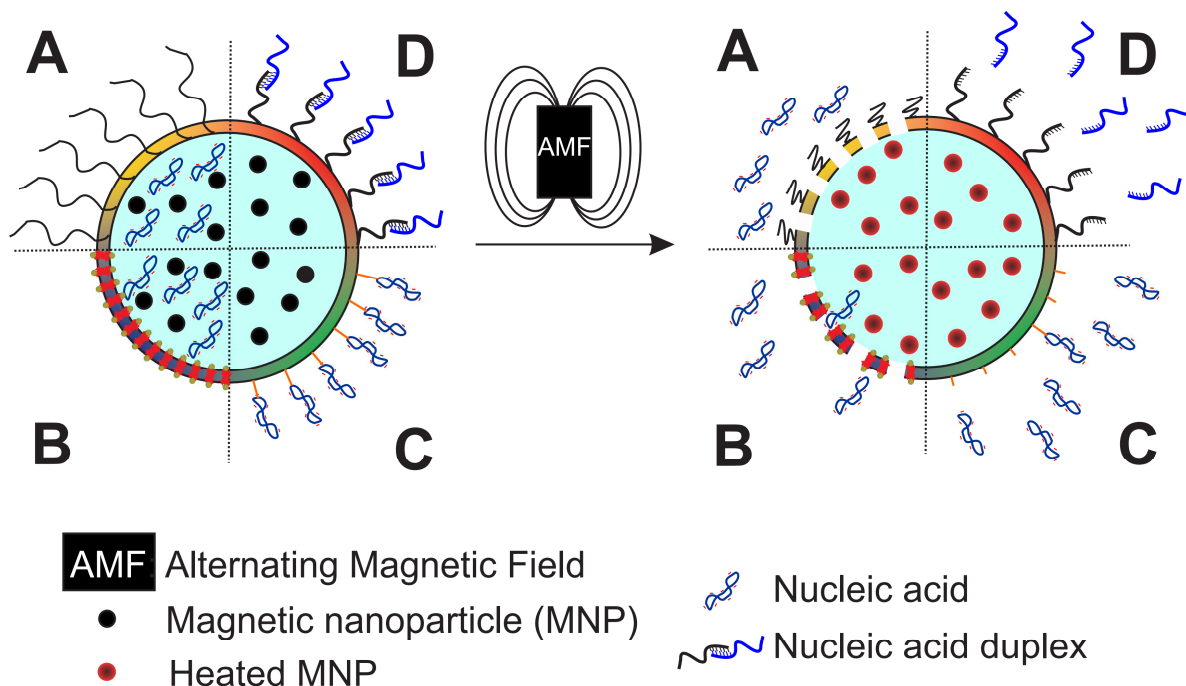 A
D
A
D
AMF
B
C
B
C
AMF Alternating Magnetic Field
Magnetic nanoparticle (MNP)
Heated MNP
Nucleic acid
Nucleic acid duplex